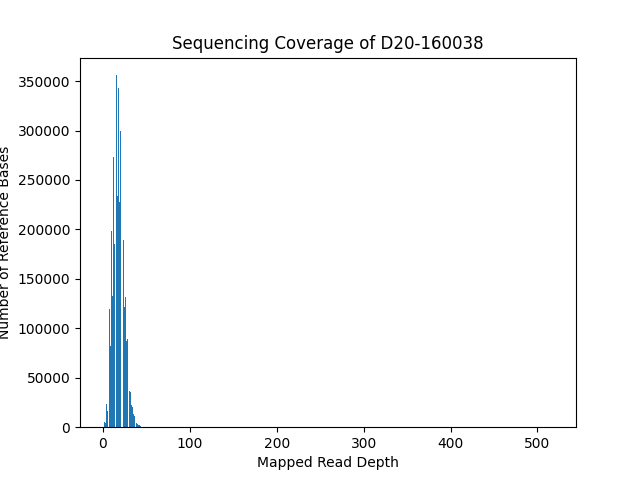 Sequencing Coverage of D20-160038
Number of Reference Bases
350000
300000
250000
200000
150000
100000
50000
0
0 100 200 300 400 500
Mapped Read Depth